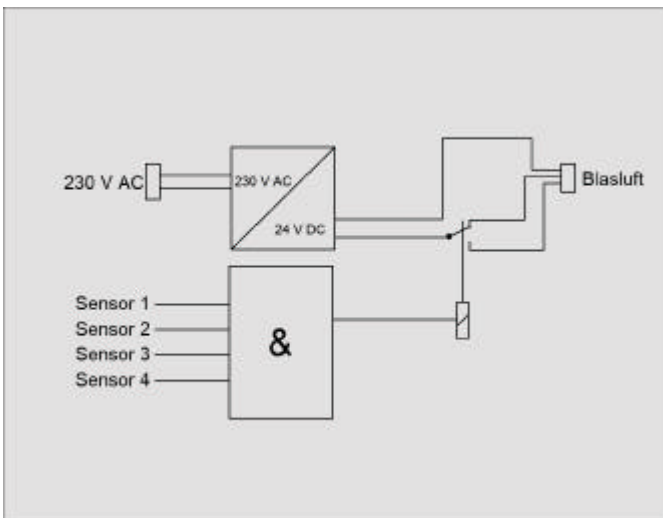 230 V AC
230 V AC
24 V DC
Blasluft
Sensor 1
Sensor 2
Sensor 3
Sensor 4
&